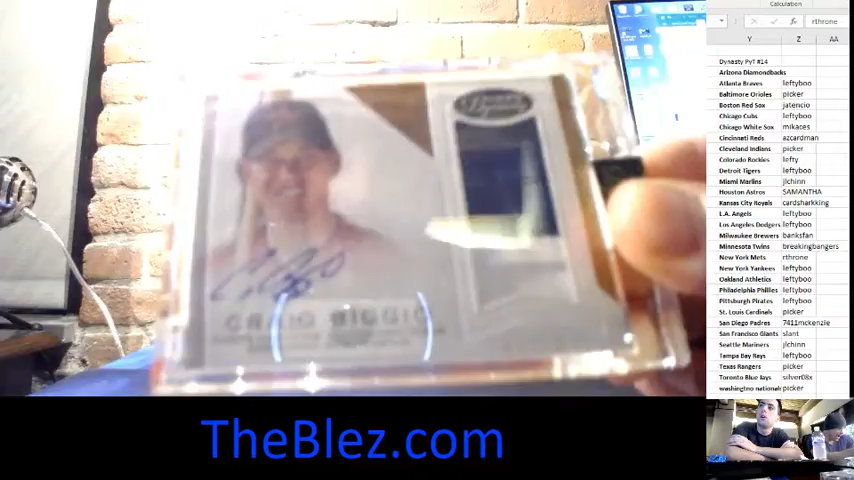 Calculation
rthrone
Y Z AA
Dynasty PyT #14
Arizona Diamondbacks
Atlanta Braves leftyboo
Baltimore Orioles picker
Boston Red Sox jatencio
Chicago Cubs leftyboo
Chicago White Sox mikaces
Cincinnati Reds azcardman
Cleveland Indians picker
Colorado Rockies lefty
Detroit Tigers leftyboo
Miami Marlins jlchinn
Houston Astros SAMANTHA
Kansas City Royals cardsharkking
L.A. Angels leftyboo
Los Angeles Dodgers leftyboo
Milwaukee Brewers banksfan
Minnesota Twins breakingbangers
New York Mets rthrone
New York Yankees leftyboo
Oakland Athletics leftyboo
Philadelphia Phillies leftyboo
Pittsburgh Pirates leftyboo
St. Louis Cardinals picker
San Diego Padres 7411mckenzie
San Francisco Giants slant
Seattle Mariners jlchinn
Tampa Bay Rays leftyboo
Texas Rangers picker
Toronto Blue Jays silver08x
washington nationals picker
CRAIG BIGGIO
TheBlez.com